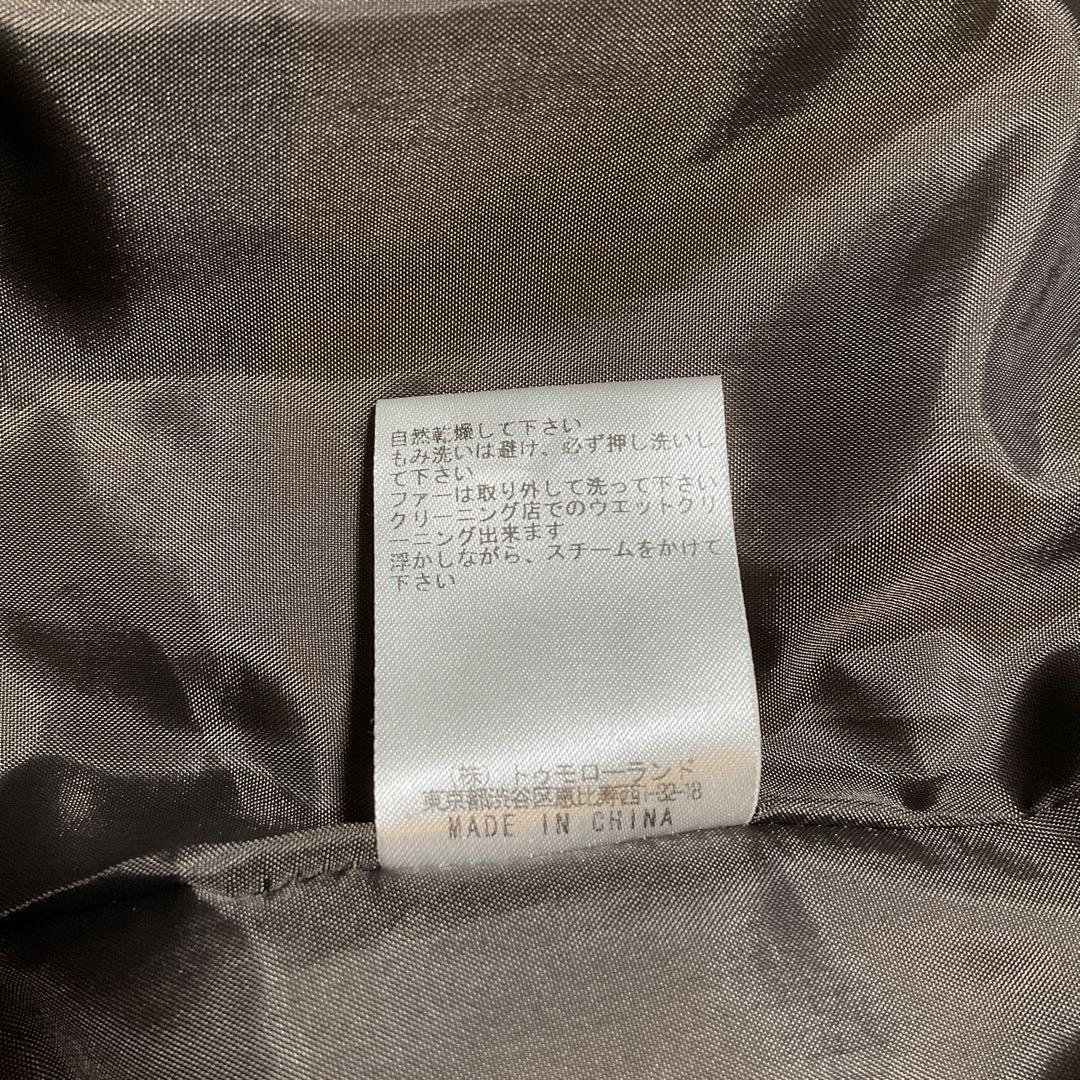 自然乾燥して下さい
もみ洗いは避け、必ず押し洗いし
て下さい
ファーは取り外して洗って下さい
クリーニング店でのウエットクリ
ーニング出来ます
浮かしながら、スチームをかけて
下さい
(株)トゥモローランド
東京都渋谷区恵比寿西1-32-18
MADE IN CHINA